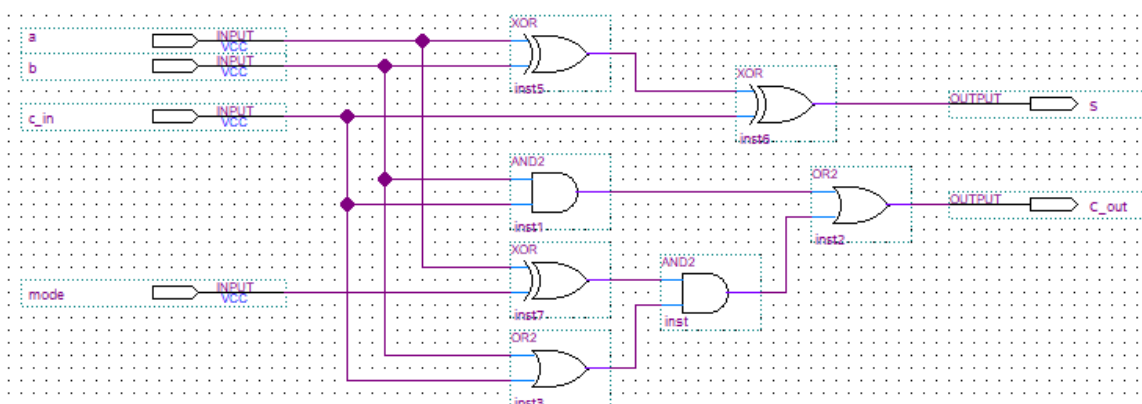 XOR
a INPUT
VCC
b INPUT
VCC
inst5
XOR
OUTPUT s
c_in INPUT
VCC
inst6
AND2
OR2
OUTPUT c_out
inst1
inst2
XOR
AND2
mode INPUT
VCC
inst7
inst
OR2
inst3